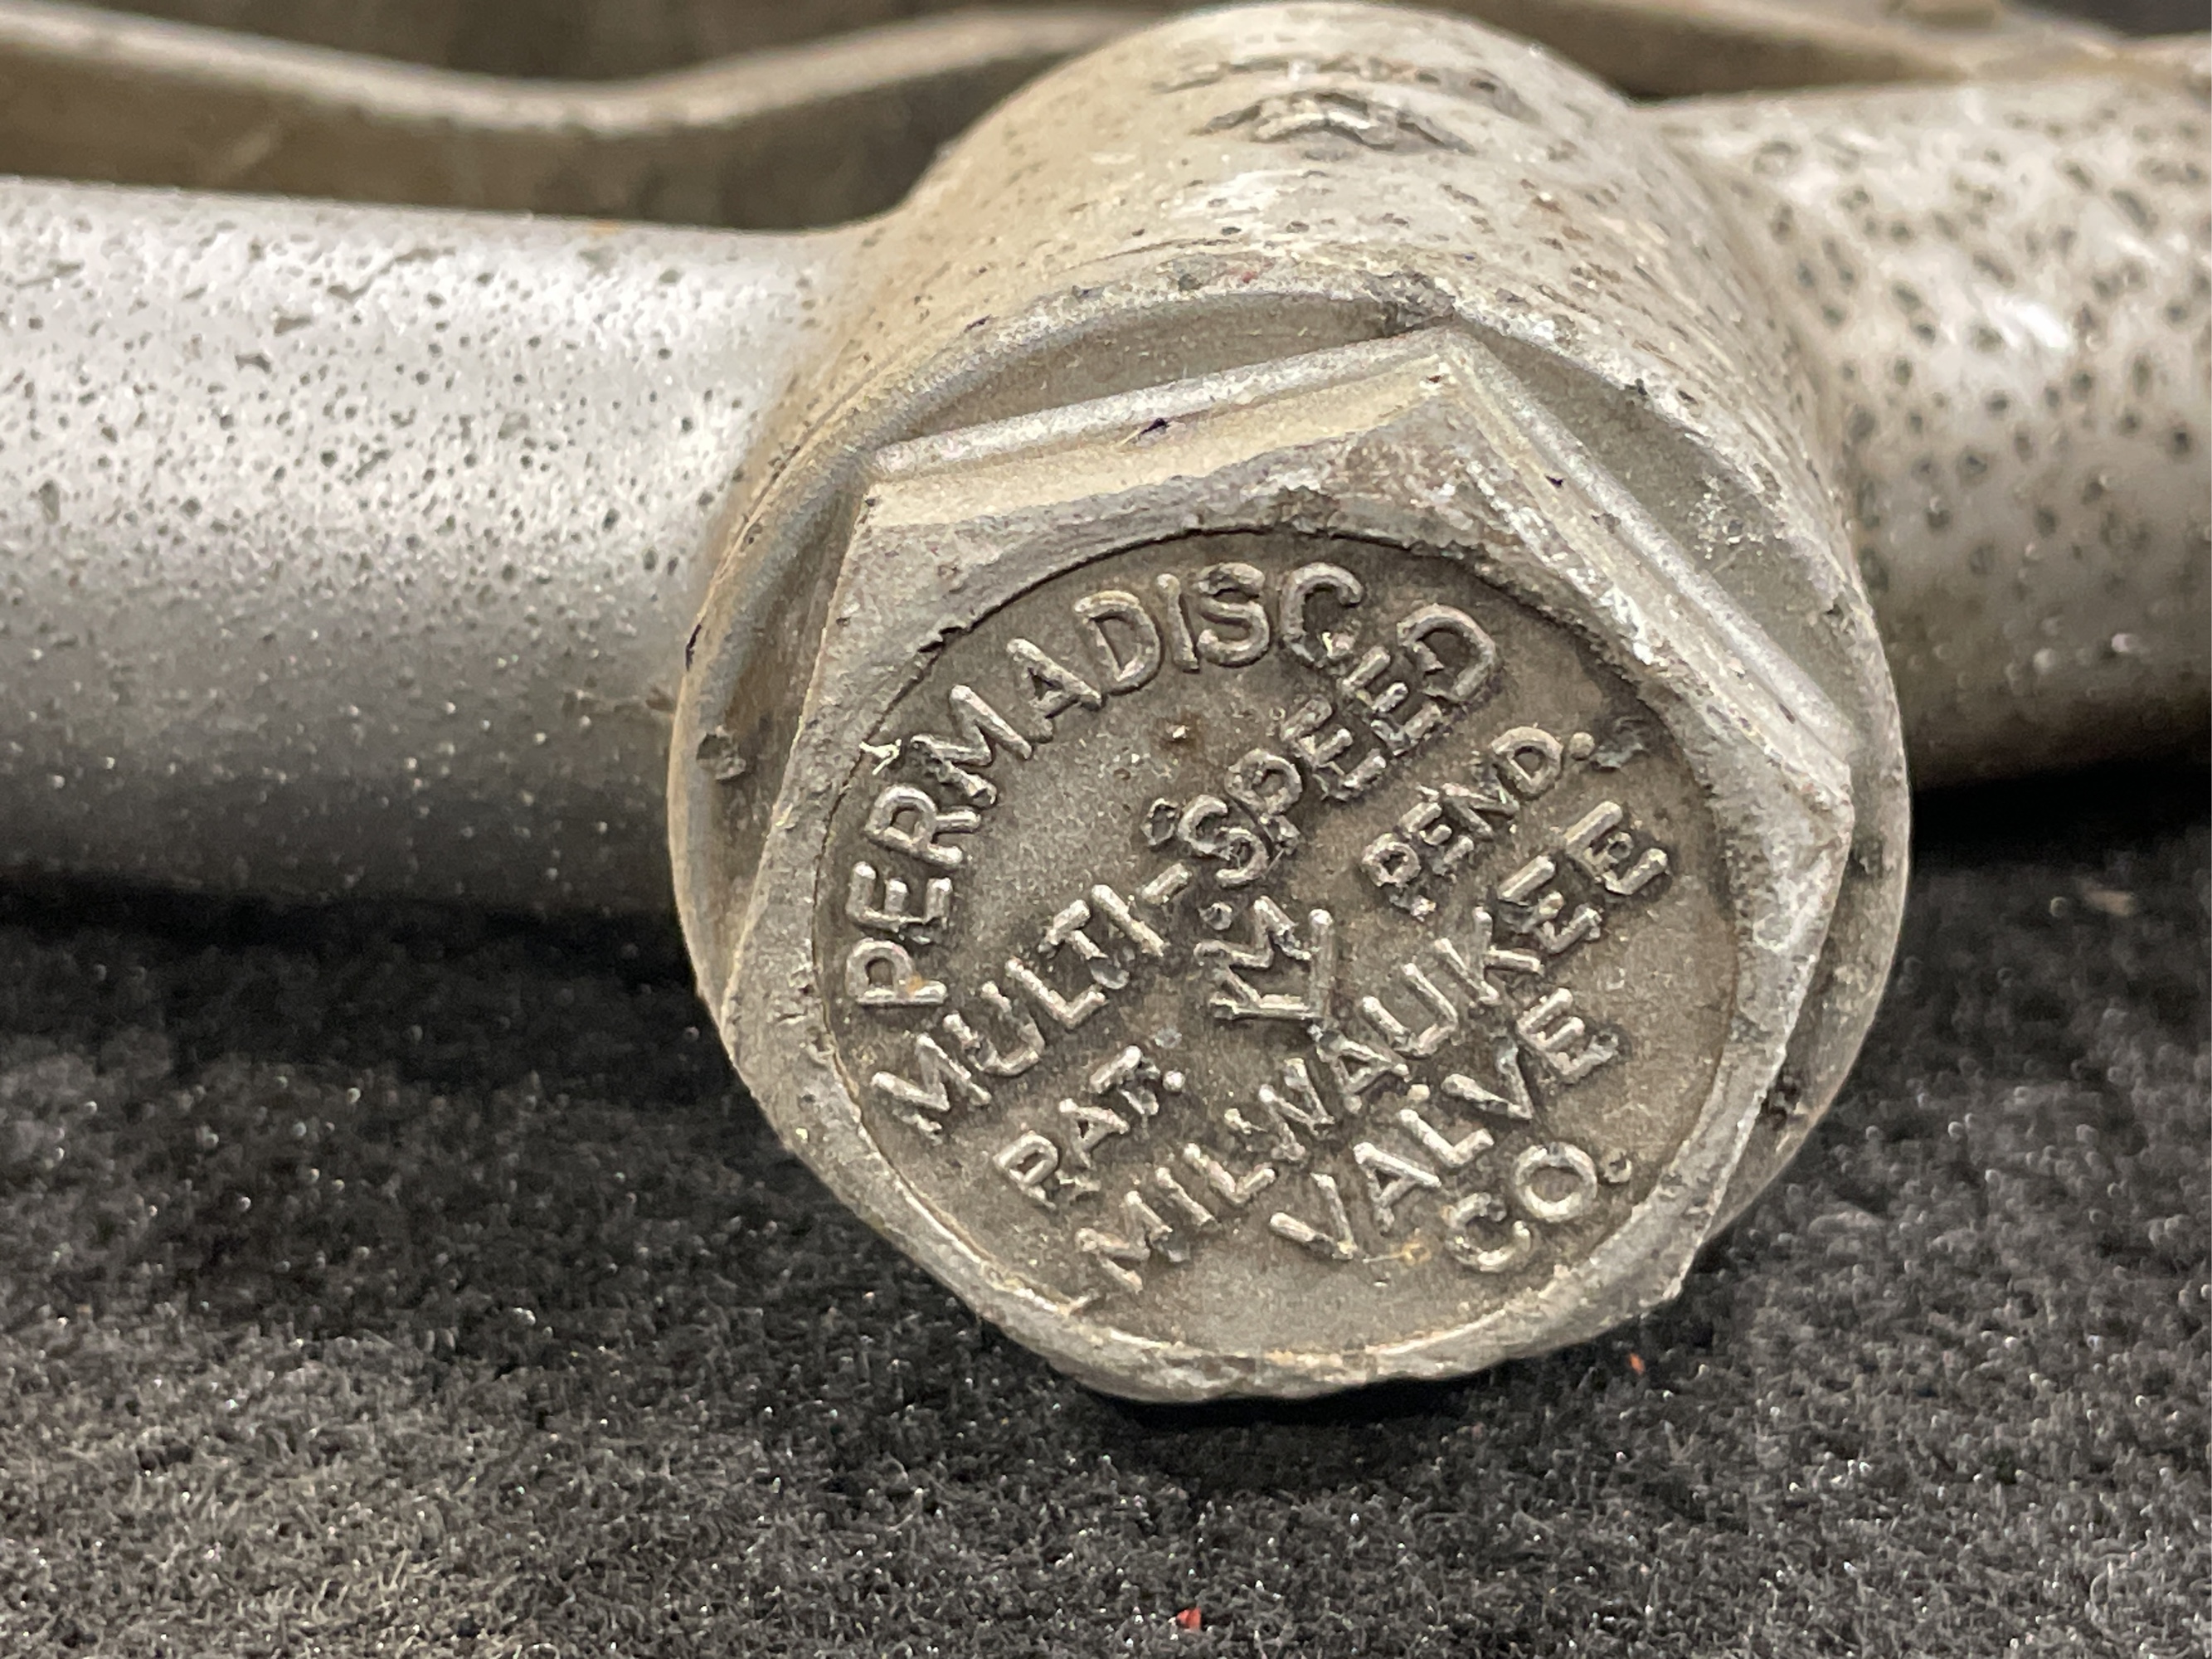 PERMADISC
MULTI-SPEED
PAT. PEND.
MILWAUKEE
VALVE
CO.